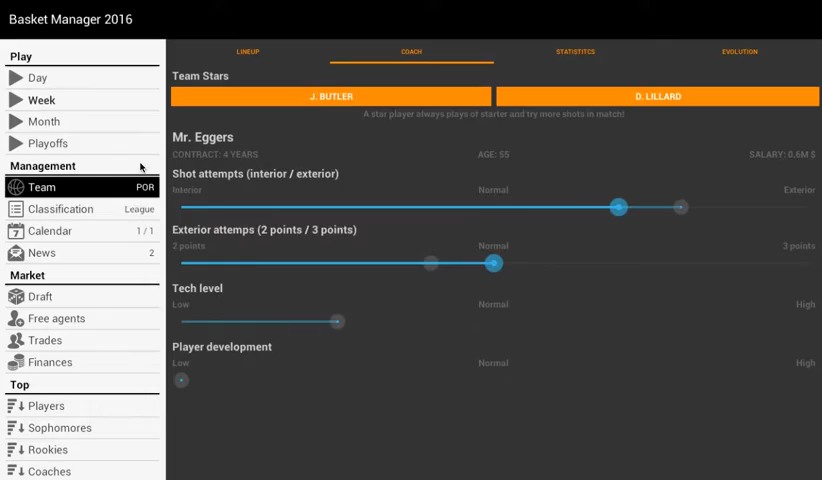 Basket Manager 2016
Play
Day
Week
Month
Playoffs
Management
Team POR
Classification League
Calendar 1 / 1
7
News 2
Market
Draft
Free agents
Trades
Finances
Top
Players
Sophomores
Rookies
Coaches
LINEUP COACH STATISTITCS EVOLUTION
Team Stars
J. BUTLER D. LILLARD
A star player always plays of starter and try more shots in match!
Mr. Eggers
CONTRACT: 4 YEARS AGE: 55 SALARY: 0.6M $
Shot attempts (interior / exterior)
Interior Normal Exterior
Exterior attemps (2 points / 3 points)
2 points Normal 3 points
Tech level
Low Normal High
Player development
Low Normal High